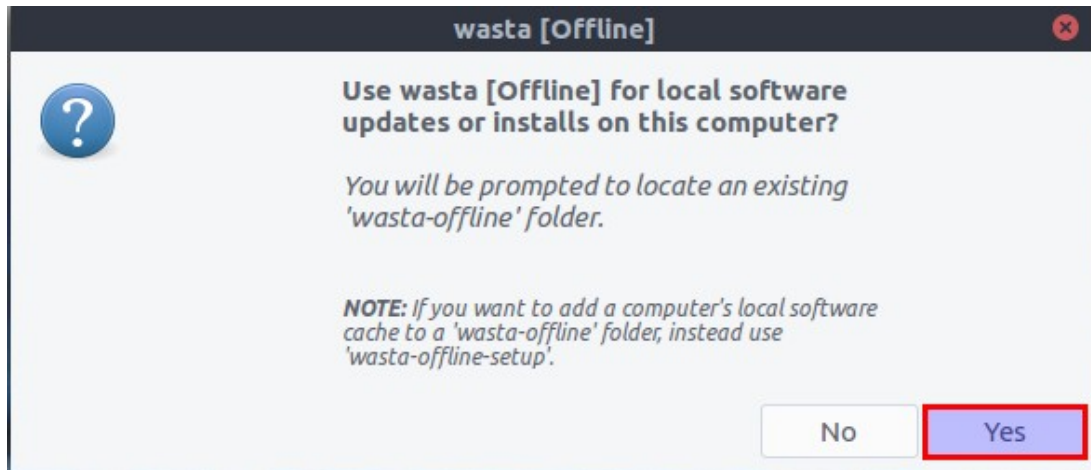 wasta [Offline]
Use wasta [Offline] for local software
updates or installs on this computer?
You will be prompted to locate an existing
'wasta-offline' folder.
NOTE: If you want to add a computer's local software
cache to a 'wasta-offline' folder, instead use
'wasta-offline-setup'.
No
Yes